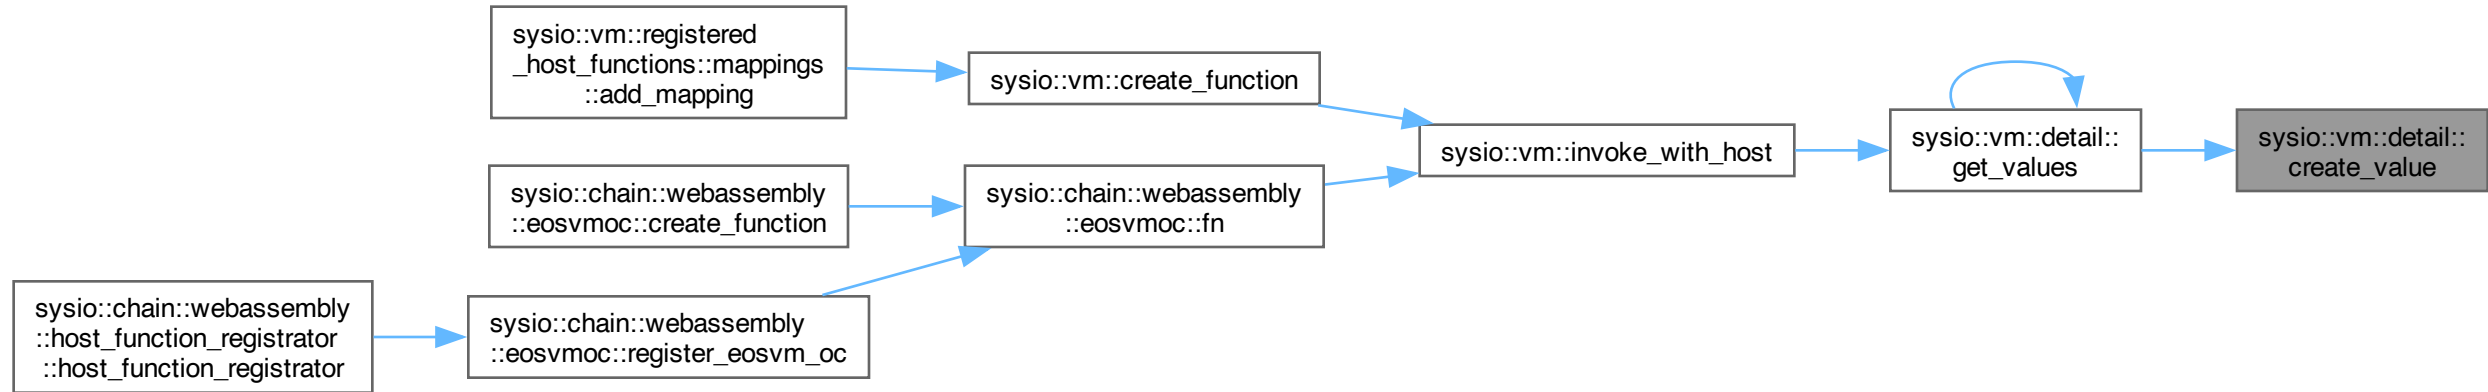 sysio::vm::registered
_host_functions::mappings
::add_mapping
sysio::vm::create_function
sysio::chain::webassembly
::eosvmoc::create_function
sysio::chain::webassembly
::eosvmoc::fn
sysio::vm::invoke_with_host
sysio::vm::detail::
get_values
sysio::vm::detail::
create_value
sysio::chain::webassembly
::host_function_registrator
::host_function_registrator
sysio::chain::webassembly
::eosvmoc::register_eosvm_oc